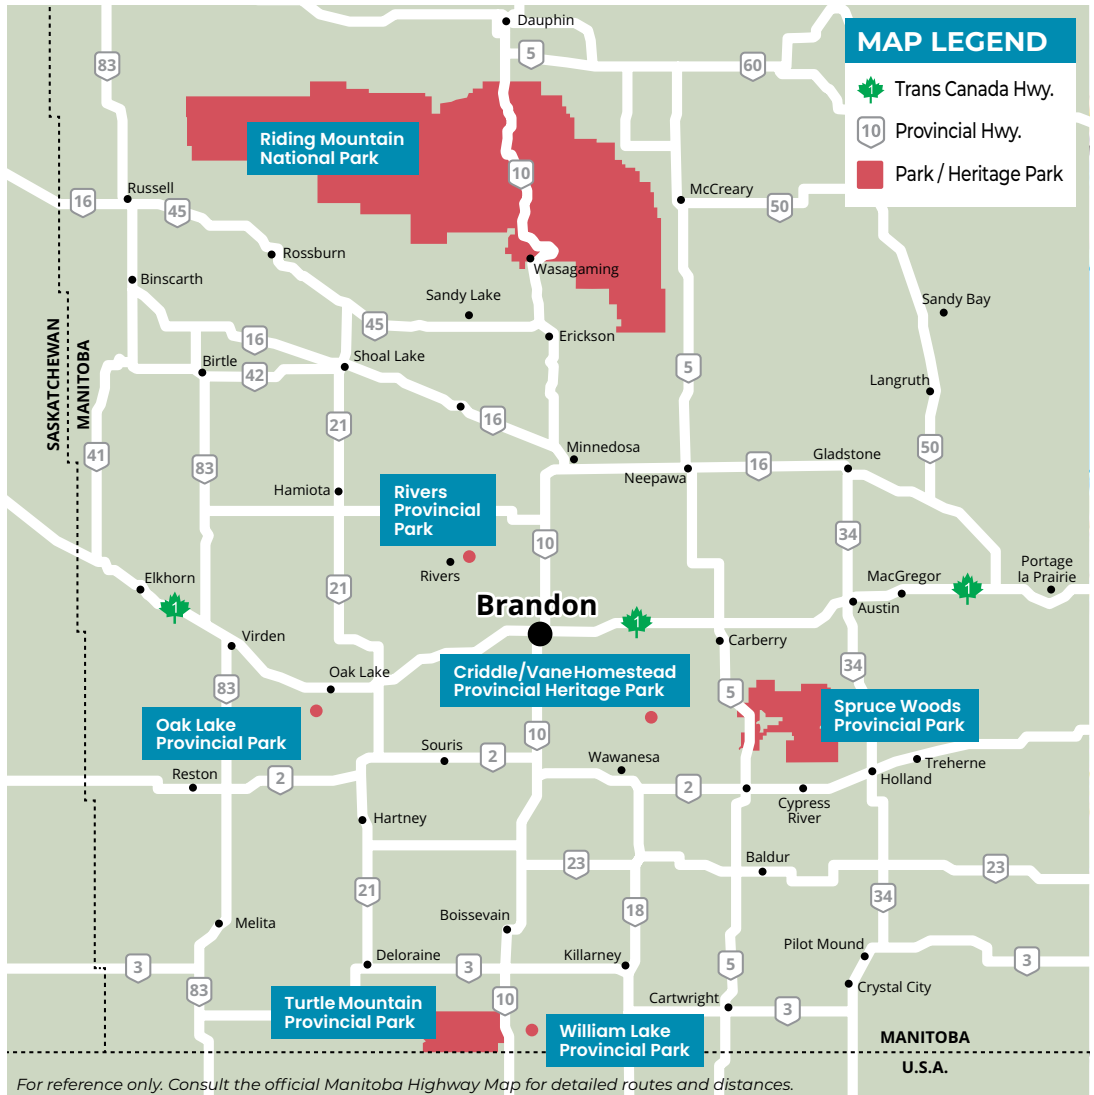 Dauphin
5
83
60
MAP LEGEND
1
Trans Canada Hwy.
10
Provincial Hwy.
Park / Heritage Park
Riding Mountain
National Park
10
Russell
16
45
McCreary
50
Rossburn
Wasagaming
Binscarth
Sandy Lake
Sandy Bay
45
16
Erickson
SASKATCHEWAN
MANITOBA
Birtle
42
Shoal Lake
5
Langruth
21
16
41
83
Minnedosa
50
Neepawa
16
Gladstone
Hamiota
Rivers
Provincial
Park
10
34
Rivers
21
Elkhorn
1
MacGregor
1
Portage
la Prairie
Brandon
1
Austin
Virden
Carberry
Oak Lake
83
Criddle/Vane Homestead
Provincial Heritage Park
5
34
Oak Lake
Provincial Park
Spruce Woods
Provincial Park
10
Souris
2
Wawanesa
Reston
2
2
Treherne
Holland
Cypress
River
Hartney
23
Baldur
23
21
18
34
Melita
Boissevain
Deloraine
3
3
Killarney
5
Pilot Mound
3
83
10
Cartwright
3
Crystal City
Turtle Mountain
Provincial Park
William Lake
Provincial Park
MANITOBA
U.S.A.
For reference only. Consult the official Manitoba Highway Map for detailed routes and distances.